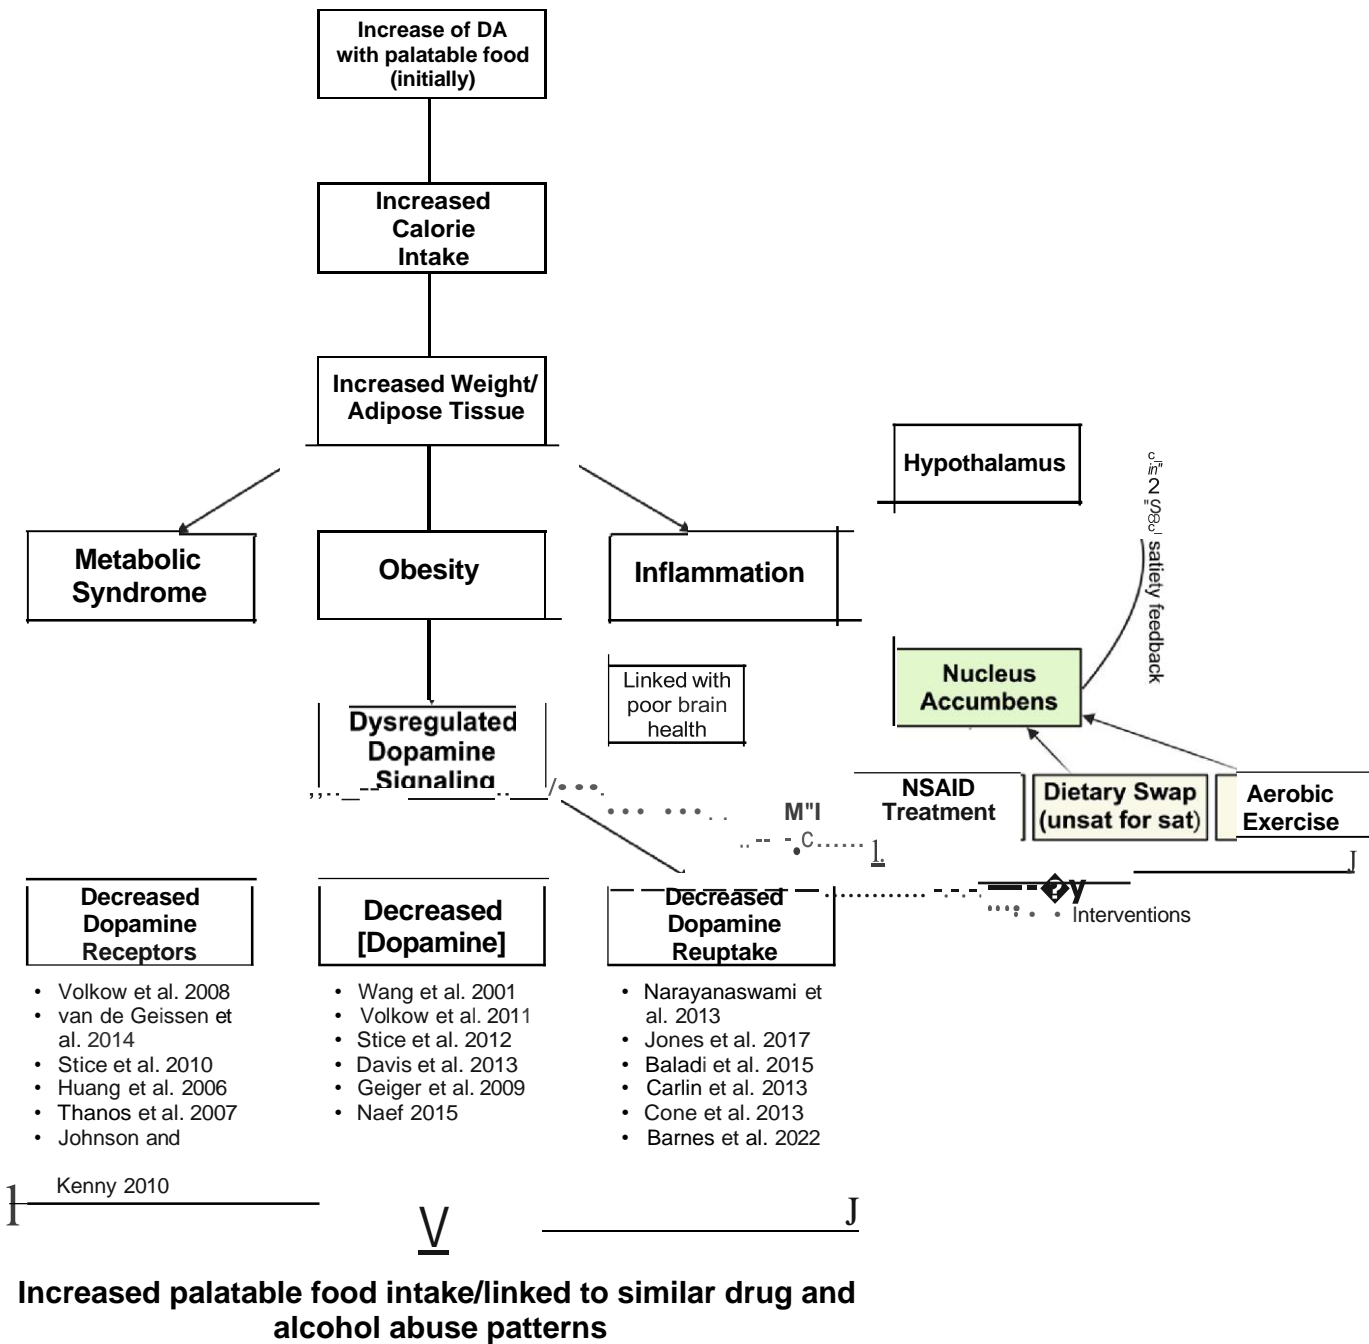 Increase of DA
with palatable food
(initially)
Increased
Calorie
Intake
Increased Weight/
Adipose Tissue
Hypothalamus
Metabolic
Syndrome
Obesity
Inflammation
satiety feedback
Linked with
poor brain
health
Nucleus
Accumbens
Dysregulated
Dopamine
Signaling
NSAID
Treatment
Dietary Swap
(unsat for sat)
Aerobic
Exercise
Interventions
Decreased
Dopamine
Receptors
• Volkow et al. 2008
• van de Geissen et
al. 2014
• Stice et al. 2010
• Huang et al. 2006
• Thanos et al. 2007
• Johnson and
Kenny 2010
Decreased
[Dopamine]
• Wang et al. 2001
• Volkow et al. 2011
• Stice et al. 2012
• Davis et al. 2013
• Geiger et al. 2009
• Naef 2015
Decreased
Dopamine
Reuptake
• Narayanaswami et
al. 2013
• Jones et al. 2017
• Baladi et al. 2015
• Carlin et al. 2013
• Cone et al. 2013
• Barnes et al. 2022
Increased palatable food intake/linked to similar drug and
alcohol abuse patterns